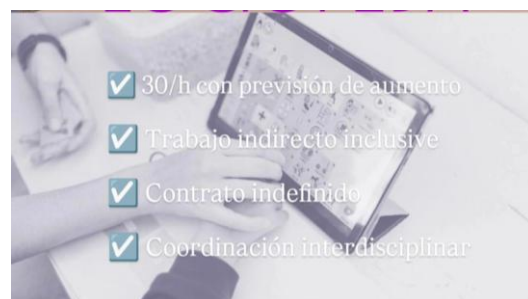 ☑ 30/h con previsión de aumento
☑ Trabajo indirecto inclusive
☑ Contrato indefinido
☑ Coordinación interdisciplinar